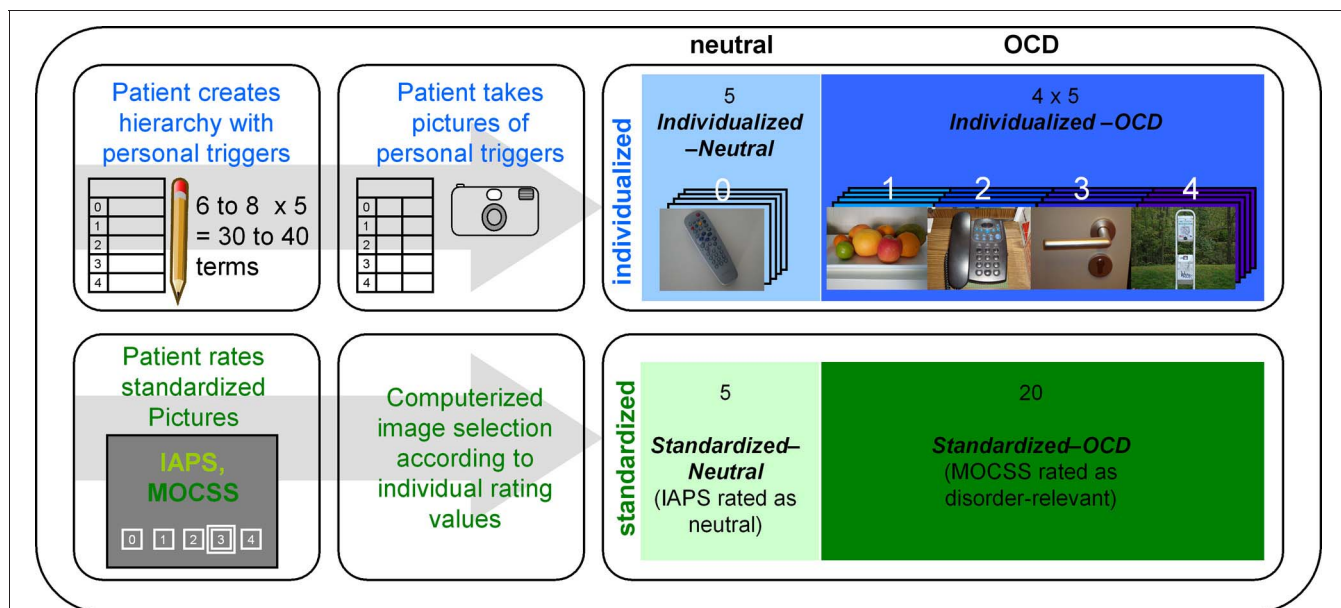 neutral
OCD
Patient creates
hierarchy with
personal triggers
0
1
2
3
4
6 to 8 x 5
= 30 to 40
terms
Patient takes
pictures of
personal triggers
0
1
2
3
4
individualized
5
Individualized
–Neutral
0
4 x 5
Individualized –OCD
1
2
3
4
Patient rates
standardized
Pictures
IAPS,
MOCSS
0 1 2 3 4
Computerized
image selection
according to
individual rating
values
standardized
5
Standardized–
Neutral
(IAPS rated as
neutral)
20
Standardized–OCD
(MOCSS rated as
disorder-relevant)